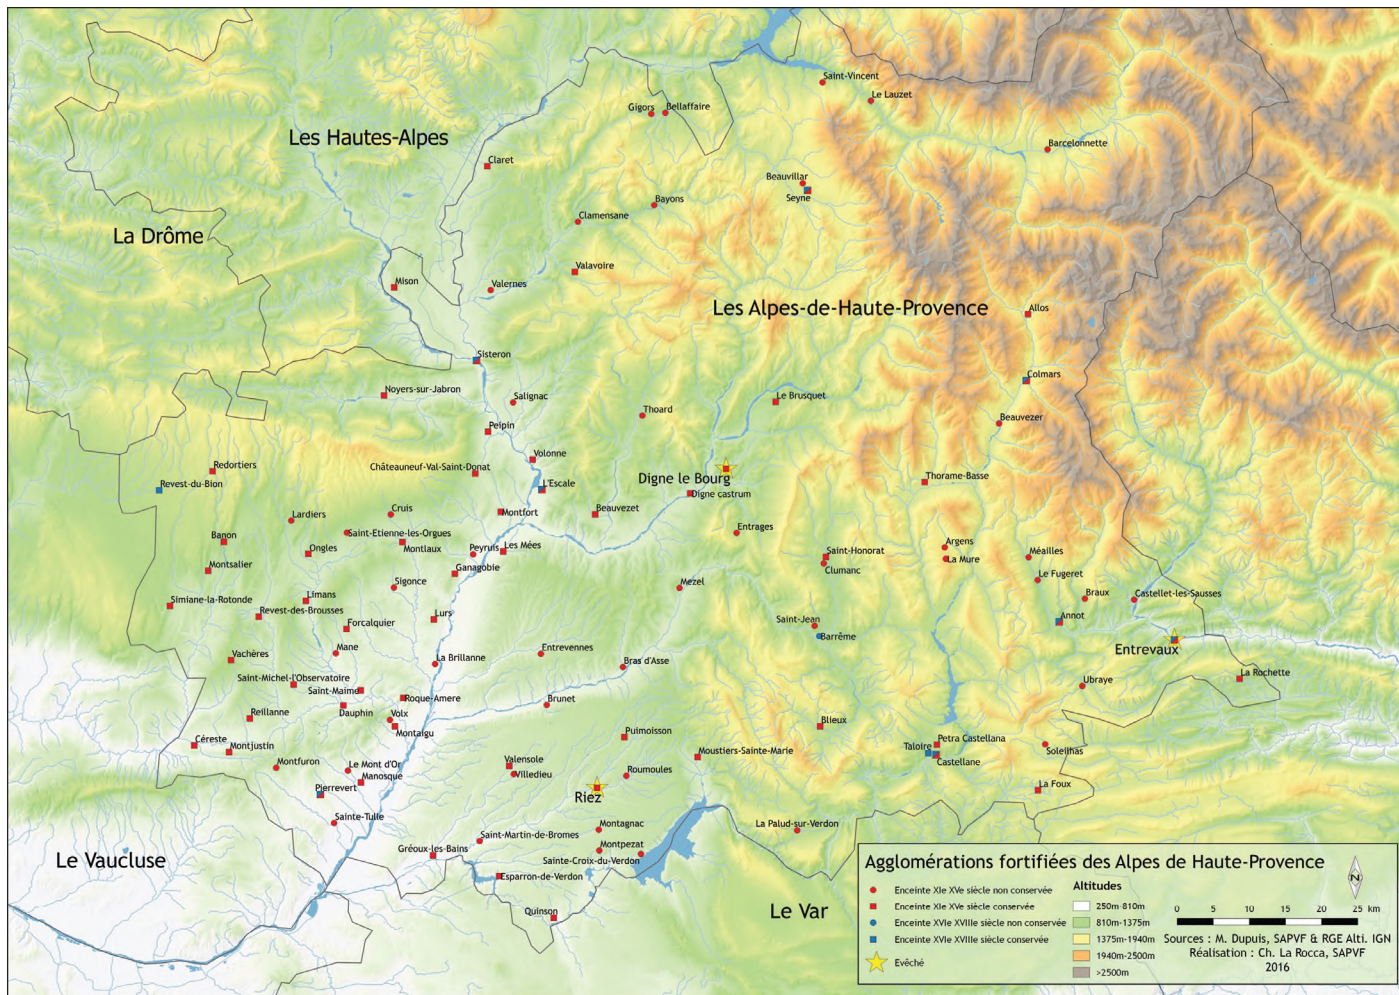 Saint-Vincent
Le Lauzet
Gigors
Bellaffaire
Les Hautes-Alpes
Barcelonnette
Claret
Beauvillar
Seyne
Bayons
Clamensane
La Drôme
Valavoire
Mison
Valernes
Les Alpes-de-Haute-Provence
Allos
Sisteron
Colmars
Noyers-sur-Jabron
Salignac
Le Brusquet
Thoard
Beauvezer
Peipin
Volonne
Redortiers
Châteauneuf-Val-Saint-Donat
Revest-du-Bion
L'Escale
Digne le Bourg
Digne castrum
Thorame-Basse
Lardiers
Cruis
Montfort
Beauvezet
Entrages
Saint-Etienne-les-Orgues
Banon
Ongles
Montlaux
Peyruis
Les Mées
Argens
La Mure
Méailles
Saint-Honorat
Clumanc
Montsalier
Ganagobie
Le Fugeret
Sigonce
Mezel
Braux
Castellet-les-Sausses
Simiane-la-Rotonde
Limans
Revest-des-Brousses
Lurs
Forcalquier
Saint-Jean
Barrême
Annot
Entrevaux
Mane
Vachères
La Brillanne
Entrevennes
Bras d'Asse
La Rochette
Saint-Michel-l'Observatoire
Saint-Maime
Ubraye
Roque-Amere
Dauphin
Brunet
Reillanne
Volx
Montaigu
Blieux
Puimoisson
Céreste
Montjustin
Moustiers-Sainte-Marie
Petra Castellana
Taloire
Castellane
Soleilhas
Montfuron
Le Mont d'Or
Manosque
Valensole
Villedieu
Roumoules
Pierrevert
Riez
La Foux
Sainte-Tulle
Montagnac
La Palud-sur-Verdon
Saint-Martin-de-Bromes
Gréoux-les-Bains
Montpezat
Sainte-Croix-du-Verdon
Le Vaucluse
Esparron-de-Verdon
Quinson
Le Var
Agglomérations fortifiées des Alpes de Haute-Provence
Enceinte XIe XVe siècle non conservée
Enceinte XIe XVe siècle conservée
Enceinte XVIe XVIIIe siècle non conservée
Enceinte XVIe XVIIIe siècle conservée
Evêché
Altitudes
250m-810m
810m-1375m
1375m-1940m
1940m-2500m
>2500m
N
0 5 10 15 20 25 km
Sources : M. Dupuis, SAPVF & RGE Alti. IGN
Réalisation : Ch. La Rocca, SAPVF
2016